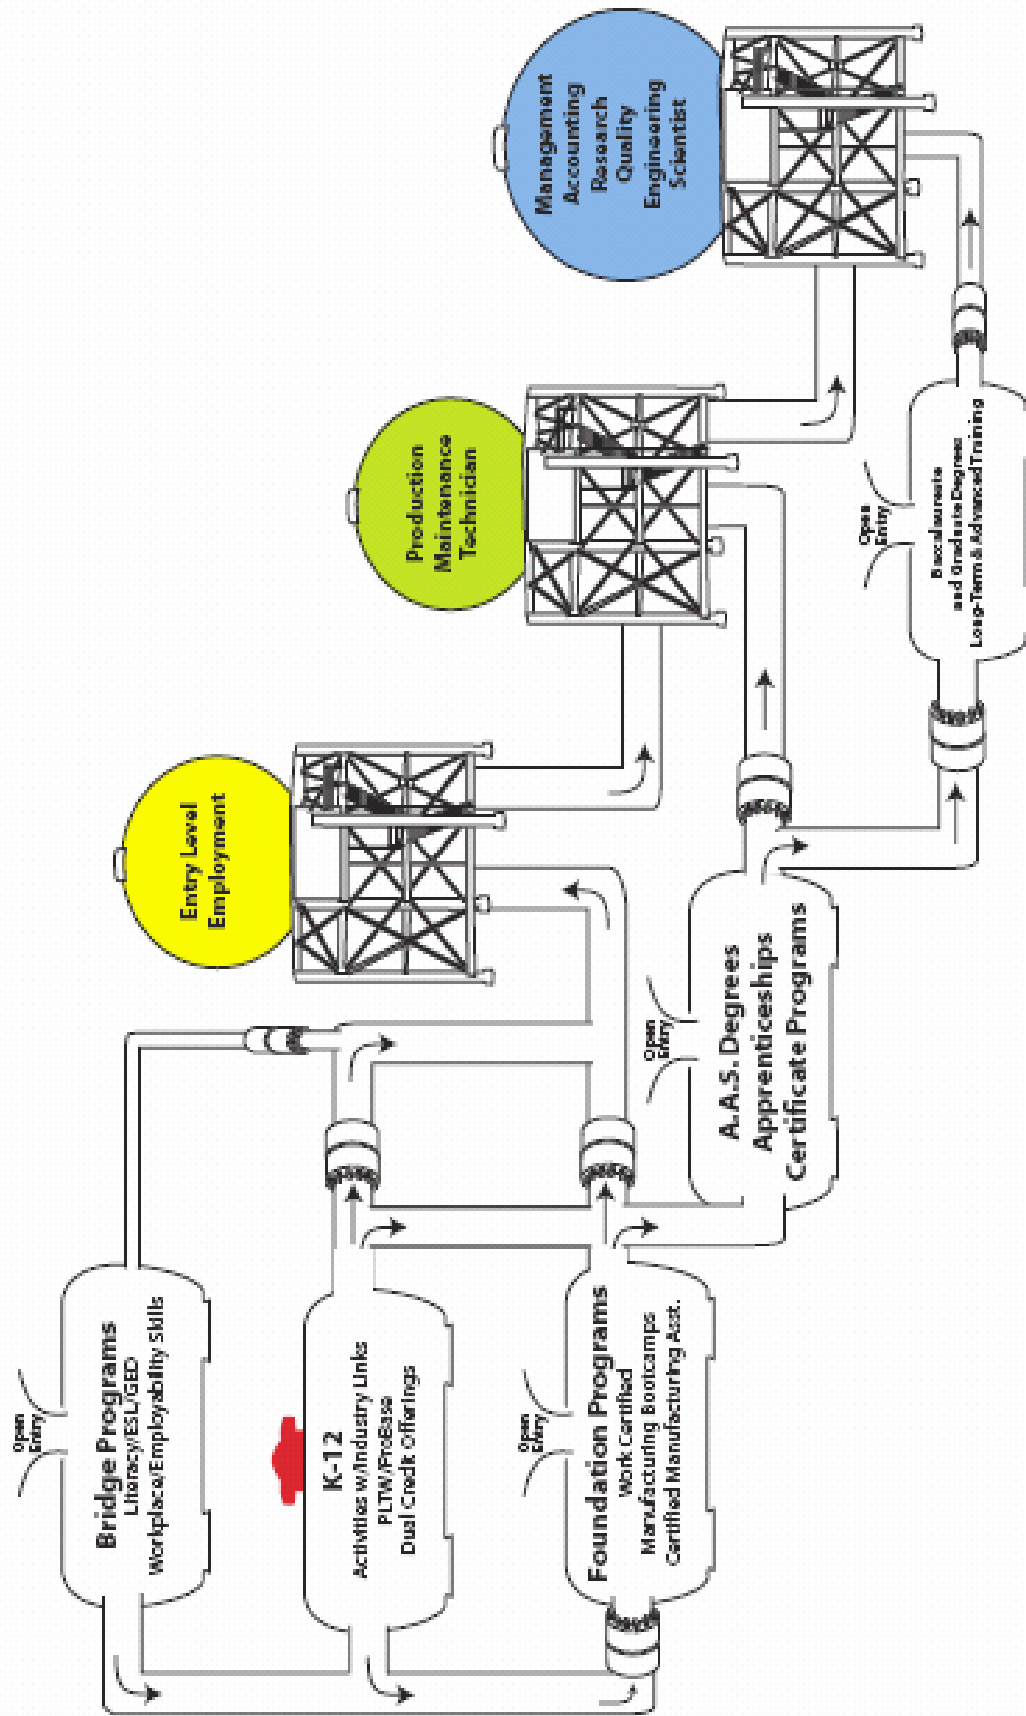 Open
Entry
Bridge Programs
Literacy/ESL/GED
Workplace/Employability Skills
K-12
Activities w/Industry Links
PLTW/ProBase
Dual Credit Offerings
Open
Entry
Foundation Programs
Work Certified
Manufacturing Bootcamps
Certified Manufacturing Asst.
Entry Level
Employment
Open
Entry
A.A.S. Degrees
Apprenticeships
Certificate Programs
Production
Maintenance
Technician
Open
Entry
Baccalaureate
and Graduate Degrees
Long-Term & Advanced Training
Management
Accounting
Research
Quality
Engineering
Scientist